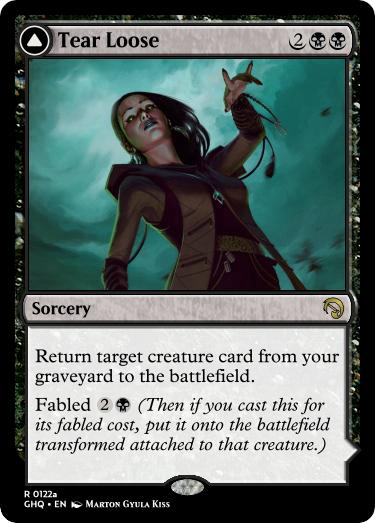 Tear Loose 2
Sorcery
Return target creature card from your
graveyard to the battlefield.
Fabled 2 (Then if you cast this for
its fabled cost, put it onto the battlefield
transformed attached to that creature.)
R 0122a
GHQ • EN Marton Gyula Kiss